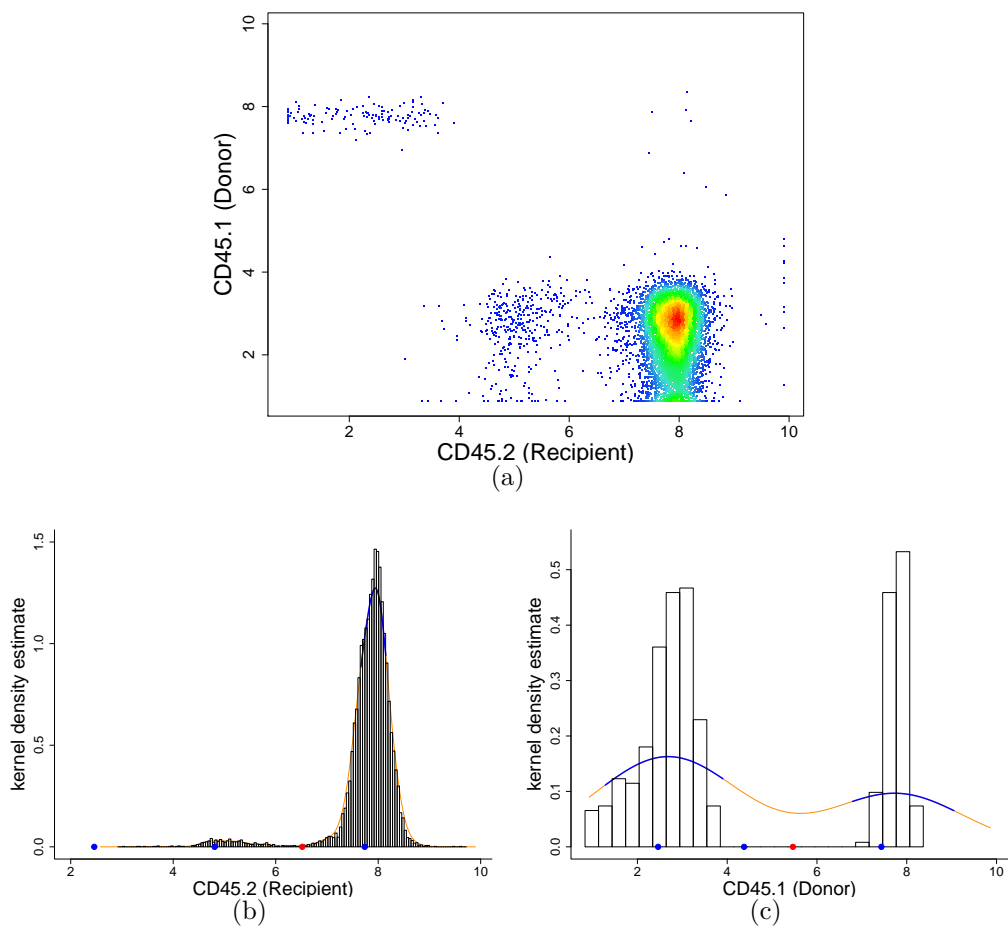 10
8
6
4
2
CD45.1 (Donor)
2 4 6 8 10
CD45.2 (Recipient)
(a)
1.5
1.0
0.5
0.0
kernel density estimate
2 4 6 8 10
CD45.2 (Recipient)
(b)
0.5
0.4
0.3
0.2
0.1
0.0
kernel density estimate
2 4 6 8 10
CD45.1 (Donor)
(c)